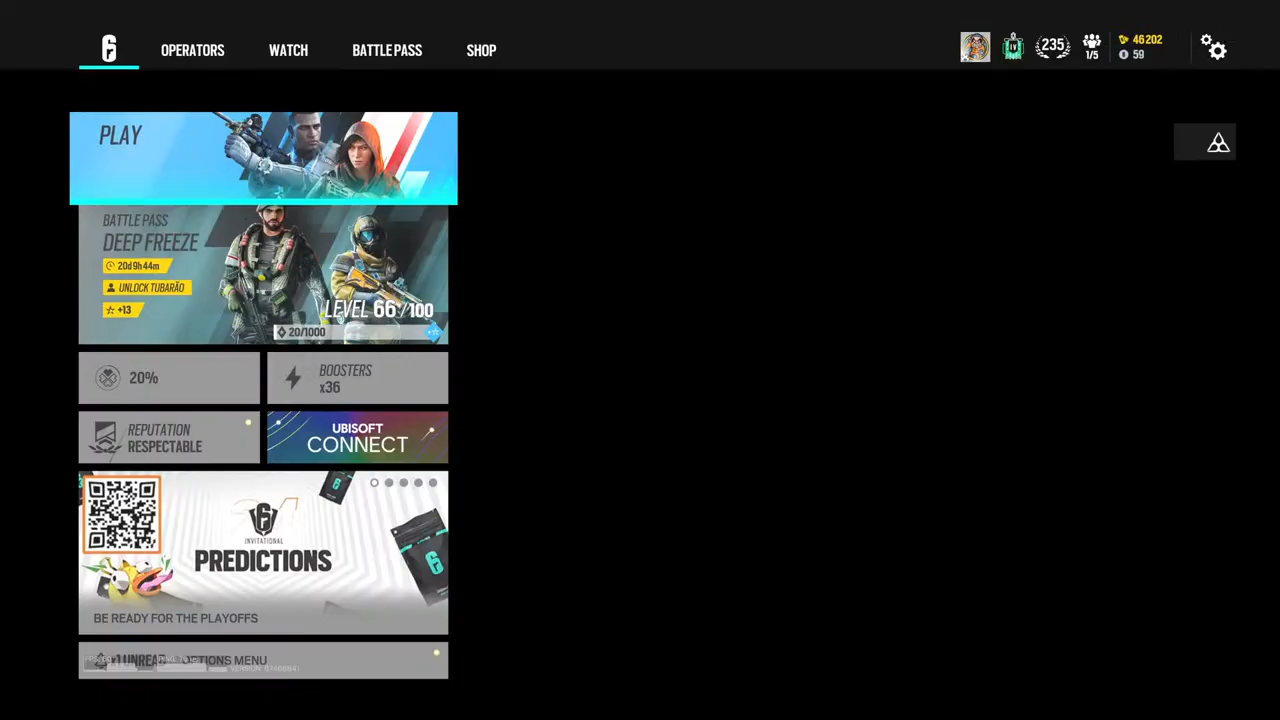 OPERATORS
WATCH
BATTLE PASS
SHOP
IV
235
1/5
46 202
59
PLAY
BATTLE PASS
DEEP FREEZE
20d 9h 44m
UNLOCK TUBARÃO
+13
LEVEL 66 /100
20/1000
20%
BOOSTERS
x36
REPUTATION
RESPECTABLE
UBISOFT
CONNECT
INVITATIONAL
PREDICTIONS
BE READY FOR THE PLAYOFFS
OPTIONS MENU